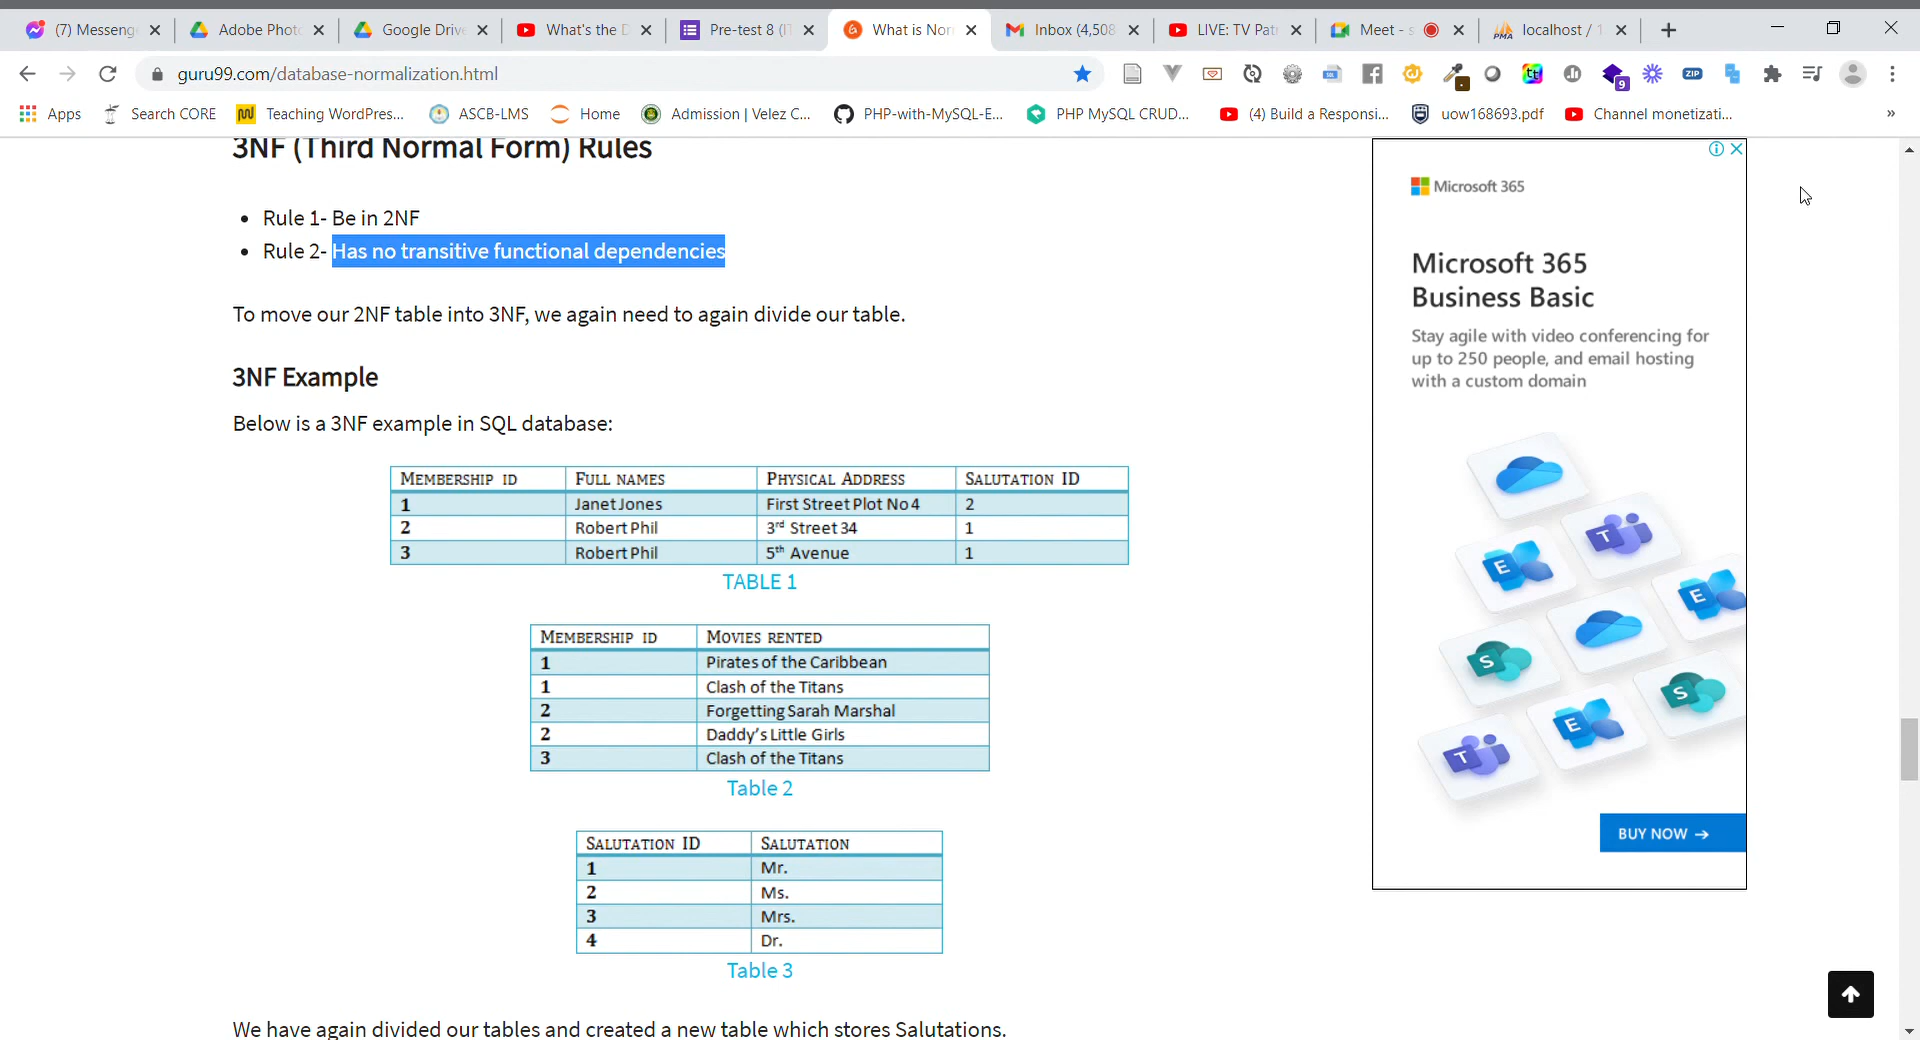 (7) Messeng
Adobe Phot
Google Driv
What's the D
Pre-test 8 (IT
What is Nor
Inbox (4,508
LIVE: TV Pat
Meet - s
localhost / 1
guru99.com/database-normalization.html
Apps
Search CORE
Teaching WordPres...
ASCB-LMS
Home
Admission | Velez C...
PHP-with-MySQL-E...
PHP MySQL CRUD...
(4) Build a Responsi...
uow168693.pdf
Channel monetizati...
»
3NF (Third Normal Form) Rules
• Rule 1- Be in 2NF
• Rule 2- Has no transitive functional dependencies
To move our 2NF table into 3NF, we again need to again divide our table.
3NF Example
Below is a 3NF example in SQL database:
MEMBERSHIP ID FULL NAMES PHYSICAL ADDRESS SALUTATION ID
1 Janet Jones First Street Plot No 4 2
2 Robert Phil 3rd Street 34 1
3 Robert Phil 5th Avenue 1
TABLE 1
MEMBERSHIP ID MOVIES RENTED
1 Pirates of the Caribbean
1 Clash of the Titans
2 Forgetting Sarah Marshal
2 Daddy's Little Girls
3 Clash of the Titans
Table 2
SALUTATION ID SALUTATION
1 Mr.
2 Ms.
3 Mrs.
4 Dr.
Table 3
We have again divided our tables and created a new table which stores Salutations.
Microsoft 365
Microsoft 365
Business Basic
Stay agile with video conferencing for
up to 250 people, and email hosting
with a custom domain
BUY NOW →